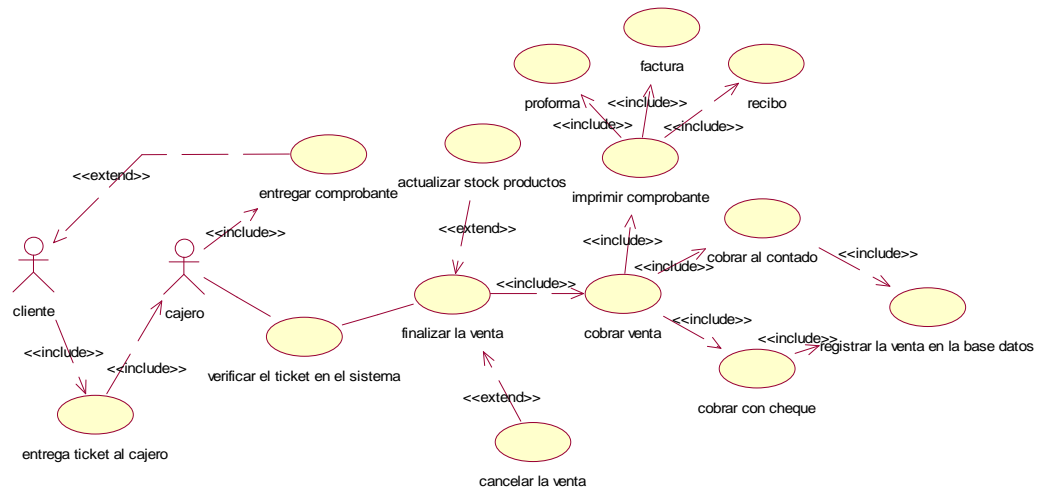 factura
proforma
<<include>>
recibo
<<include>>
<<include>>
<<extend>>
entregar comprobante
actualizar stock productos
imprimir comprobante
<<include>>
<<extend>>
<<include>>
cobrar al contado
<<include>>
<<include>>
cliente
cajero
<<include>>
finalizar la venta
cobrar venta
<<include>>
registrar la venta en la base datos
<<include>>
<<include>>
<<include>>
verificar el ticket en el sistema
<<extend>>
cobrar con cheque
entrega ticket al cajero
cancelar la venta